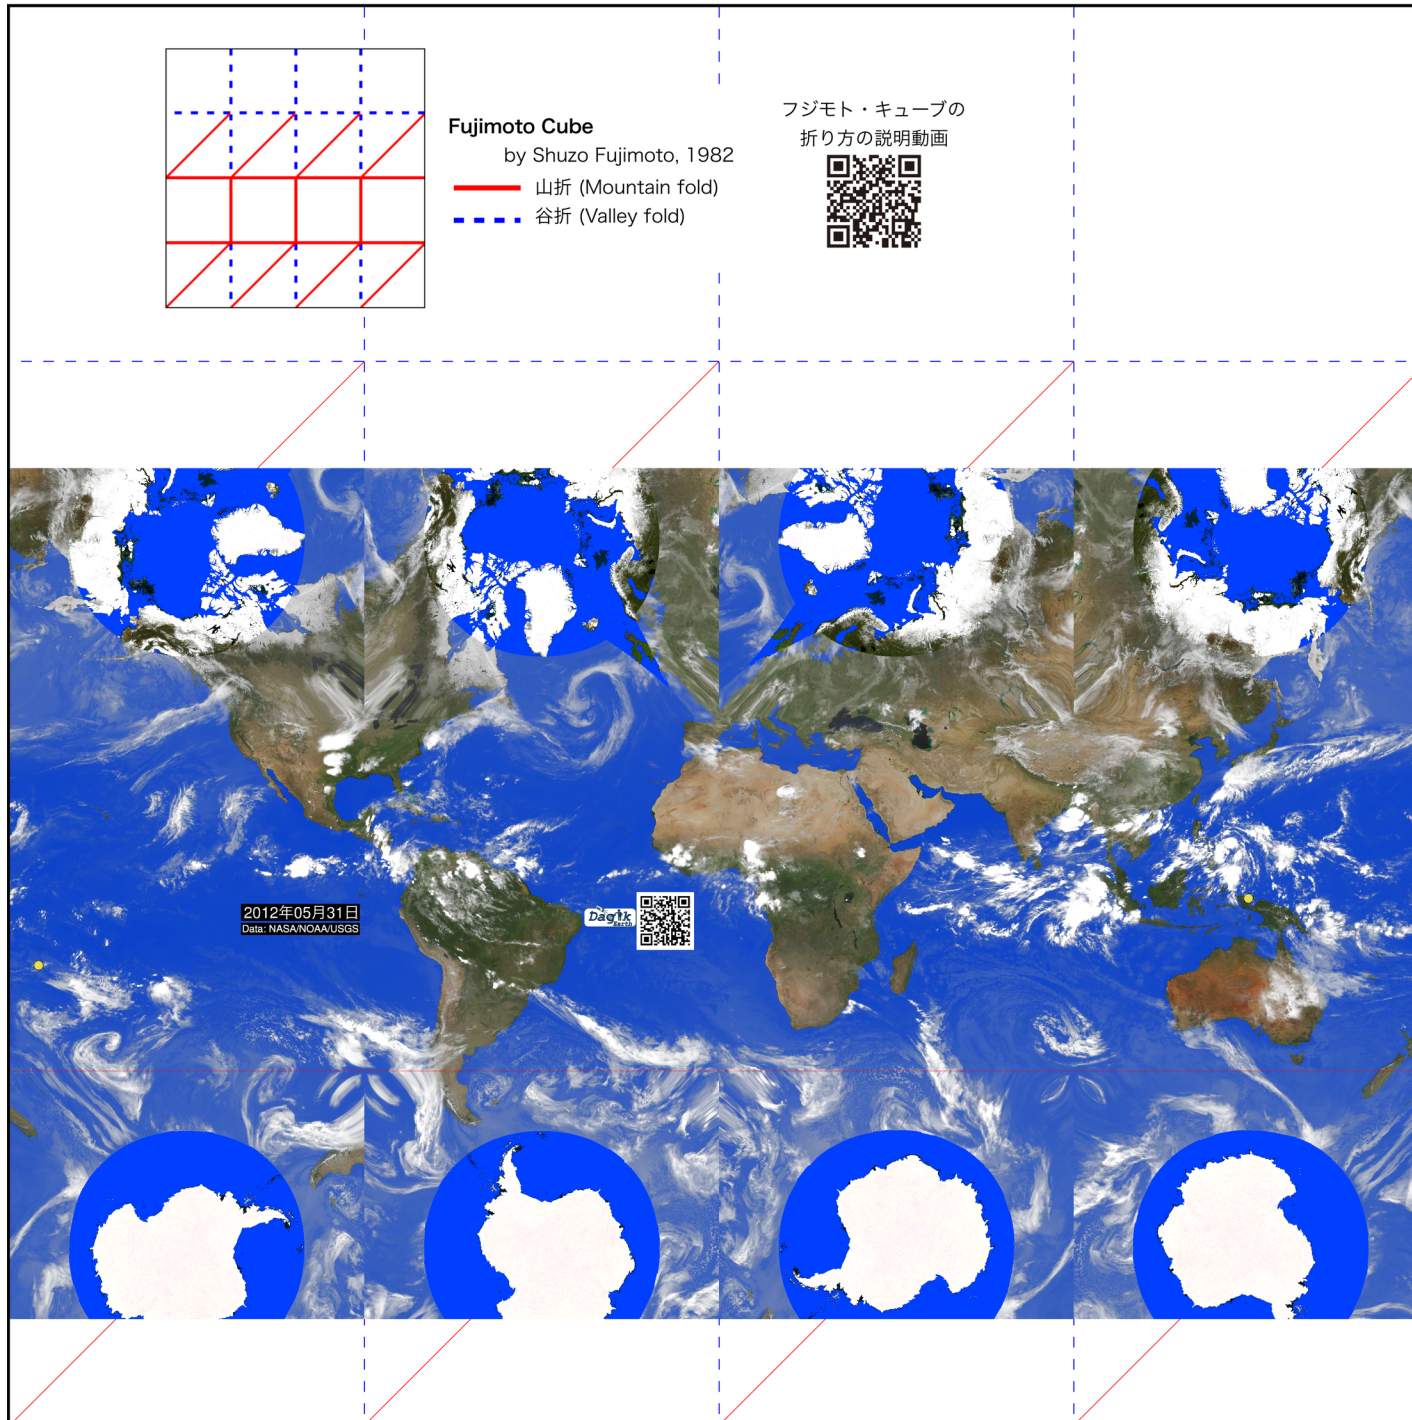 Fujimoto Cube
by Shuzo Fujimoto, 1982
山折 (Mountain fold)
谷折 (Valley fold)
フジモト・キューブの
折り方の説明動画
2012年05月31日
Data: NASA/NOAA/USGS
Dagik
Earth